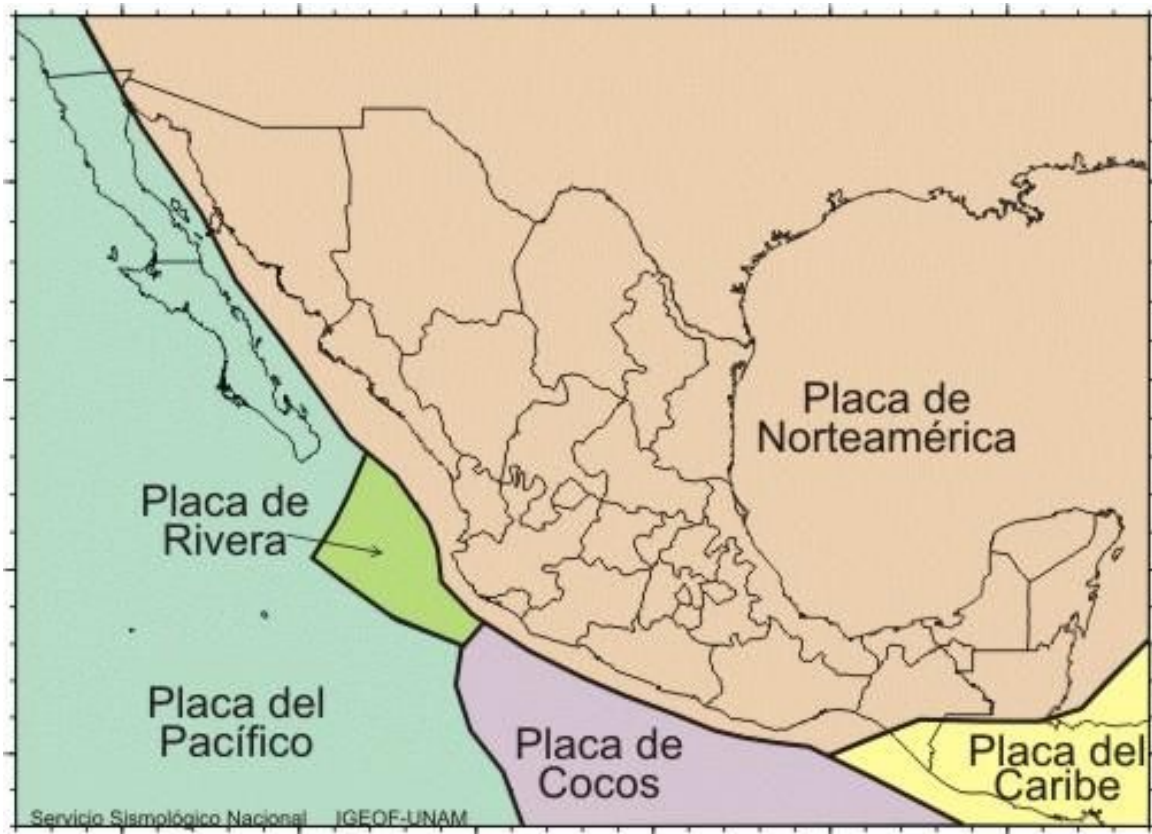 Placa de
Norteamérica
Placa de
Rivera
Placa del
Pacífico
Placa de
Cocos
Placa del
Caribe
Servicio Sismológico Nacional IGEOF-UNAM